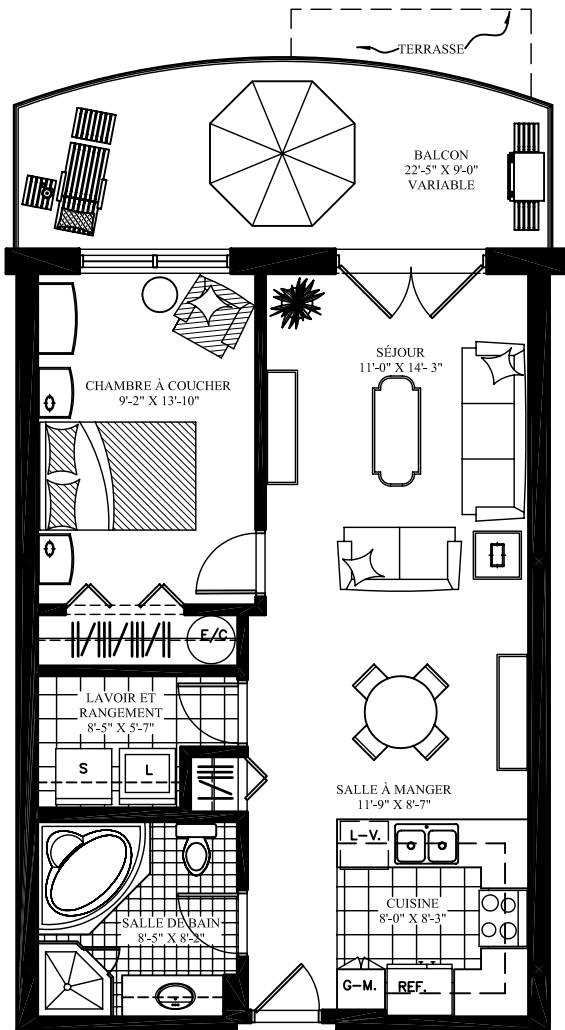 TERRASSE
BALCON
22'-5" X 9'-0"
VARIABLE
SÉJOUR
11'-0" X 14'- 3"
CHAMBRE À COUCHER
9'-2" X 13'-10"
E/C
LAVOIR ET
RANGEMENT
8'-5" X 5'-7"
S
L
SALLE À MANGER
11'-9" X 8'-7"
L-V.
CUISINE
8'-0" X 8'-3"
SALLE DE BAIN
8'-5" X 8'-2"
G-M.
REF.